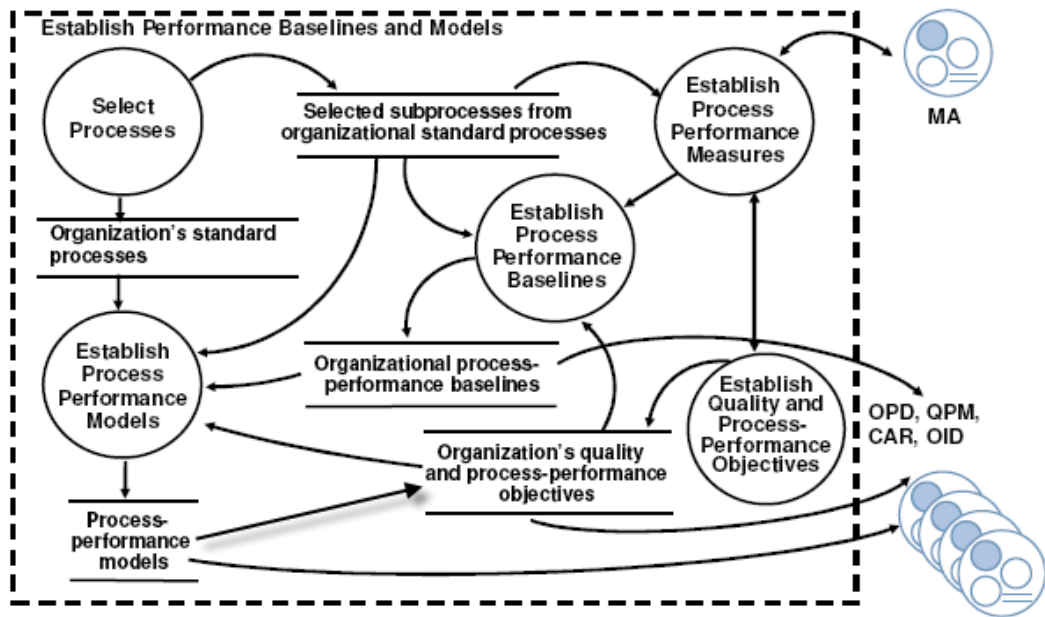 Establish Performance Baselines and Models
Select
Processes
Selected subprocesses from
organizational standard processes
Establish
Process
Performance
Measures
MA
Organization's standard
processes
Establish
Process
Performance
Baselines
Establish
Process
Performance
Models
Organizational process-
performance baselines
Establish
Quality and
Process-
Performance
Objectives
OPD, QPM,
CAR, OID
Organization's quality
and process-performance
objectives
Process-
performance
models